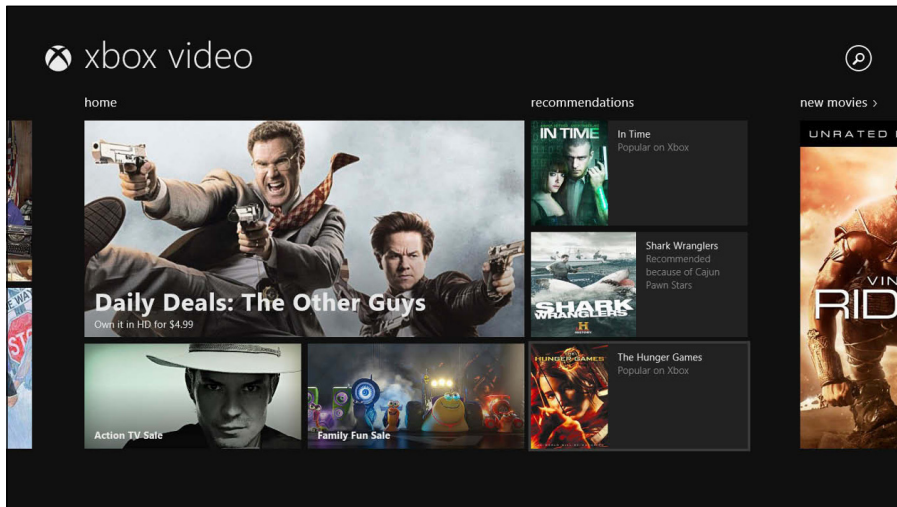 xbox video
home
recommendations
new movies >
Daily Deals: The Other Guys
Own it in HD for $4.99
Action TV Sale
Family Fun Sale
IN TIME
In Time
Popular on Xbox
SHARK
WRANGLERS
H
HISTORY
Shark Wranglers
Recommended
because of Cajun
Pawn Stars
THE
HUNGER GAMES
The Hunger Games
Popular on Xbox
UNRATED
VIN
RID
STO